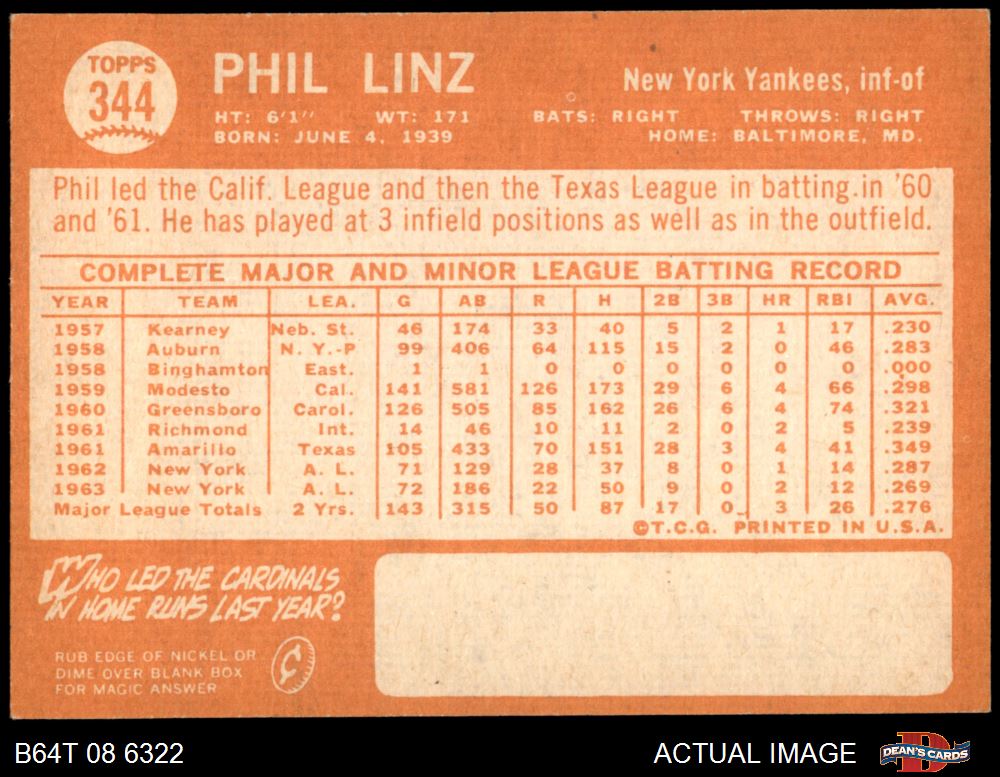 TOPPS
344
PHIL LINZ
New York Yankees, inf-of
HT: 6'1" WT: 171 BATS: RIGHT THROWS: RIGHT
BORN: JUNE 4, 1939 HOME: BALTIMORE, MD.
Phil led the Calif. League and then the Texas League in batting in '60
and '61. He has played at 3 infield positions as well as in the outfield.
COMPLETE MAJOR AND MINOR LEAGUE BATTING RECORD
YEAR TEAM LEA. G AB R H 2B 3B HR RBI AVG.
1957 Kearney Neb. St. 46 174 33 40 5 2 1 17 .230
1958 Auburn N. Y.-P 99 406 64 115 15 2 0 46 .283
1958 Binghamton East. 1 1 0 0 0 0 0 0 .000
1959 Modesto Cal. 141 581 126 173 29 6 4 66 .298
1960 Greensboro Carol. 126 505 85 162 26 6 4 74 .321
1961 Richmond Int. 14 46 10 11 2 0 2 5 .239
1961 Amarillo Texas 105 433 70 151 28 3 4 41 .349
1962 New York A. L. 71 129 28 37 8 0 1 14 .287
1963 New York A. L. 72 186 22 50 9 0 2 12 .269
Major League Totals 2 Yrs. 143 315 50 87 17 0 3 26 .276
©T.C.G. PRINTED IN U.S.A.
WHO LED THE CARDINALS
IN HOME RUNS LAST YEAR?
RUB EDGE OF NICKEL OR
DIME OVER BLANK BOX
FOR MAGIC ANSWER
¢
B64T 08 6322 ACTUAL IMAGE DEAN'S CARDS